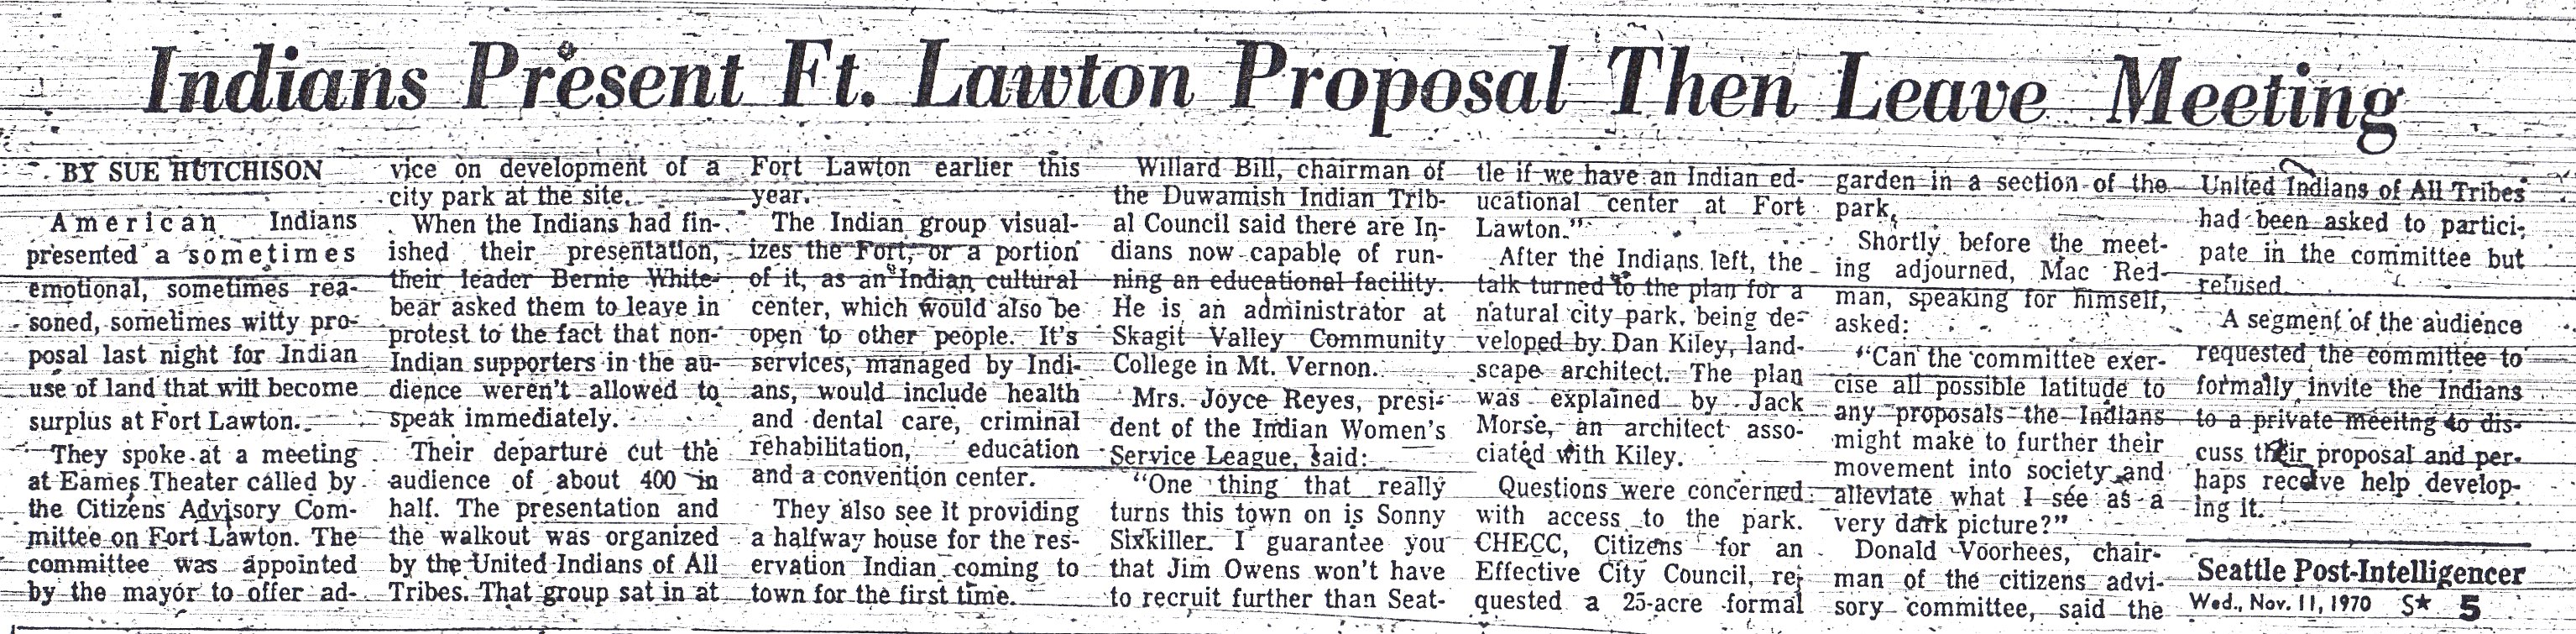 Indians Present Ft. Lawton Proposal Then Leave Meeting
BY SUE HUTCHISON
American Indians
presented a sometimes
emotional, sometimes rea-
soned, sometimes witty pro-
posal last night for Indian
use of land that will become
surplus at Fort Lawton.
They spoke at a meeting
at Eames Theater called by
the Citizens Advisory Com-
mittee on Fort Lawton. The
committee was appointed
by the mayor to offer ad-
vice on development of a
city park at the site.
When the Indians had fin-
ished their presentation,
their leader Bernie White-
bear asked them to leave in
protest to the fact that non-
Indian supporters in the au-
dience weren't allowed to
speak immediately.
Their departure cut the
audience of about 400 in
half. The presentation and
the walkout was organized
by the United Indians of All
Tribes. That group sat in at
Fort Lawton earlier this
year.
The Indian group visual-
izes the Fort, or a portion
of it, as an Indian cultural
center, which would also be
open to other people. It's
services, managed by Indi-
ans, would include health
and dental care, criminal
rehabilitation, education
and a convention center.
They also see it providing
a halfway house for the res-
ervation Indian coming to
town for the first time.
Willard Bill, chairman of
the Duwamish Indian Trib-
al Council said there are In-
dians now capable of run-
ning an educational facility.
He is an administrator at
Skagit Valley Community
College in Mt. Vernon.
Mrs. Joyce Reyes, presi-
dent of the Indian Women's
Service League, said:
"One thing that really
turns this town on is Sonny
Sixkiller. I guarantee you
that Jim Owens won't have
to recruit further than Seat-
tle if we have an Indian ed-
ucational center at Fort
Lawton."
After the Indians left, the
talk turned to the plan for a
natural city park, being de-
veloped by Dan Kiley, land-
scape architect. The plan
was explained by Jack
Morse, an architect asso-
ciated with Kiley.
Questions were concerned
with access to the park.
CHECC, Citizens for an
Effective City Council, re-
quested a 25-acre formal
garden in a section of the
park.
Shortly before the meet-
ing adjourned, Mac Red-
man, speaking for himself,
asked:
"Can the committee exer-
cise all possible latitude to
any proposals the Indians
might make to further their
movement into society and
alleviate what I see as a
very dark picture?"
Donald Voorhees, chair-
man of the citizens advi-
sory committee, said the
United Indians of All Tribes
had been asked to partici-
pate in the committee but
refused.
A segment of the audience
requested the committee to
formally invite the Indians
to a private meeitng to dis-
cuss their proposal and per-
haps receive help develop-
ing it.
Seattle Post-Intelligencer
Wed., Nov. 11, 1970 S★ 5